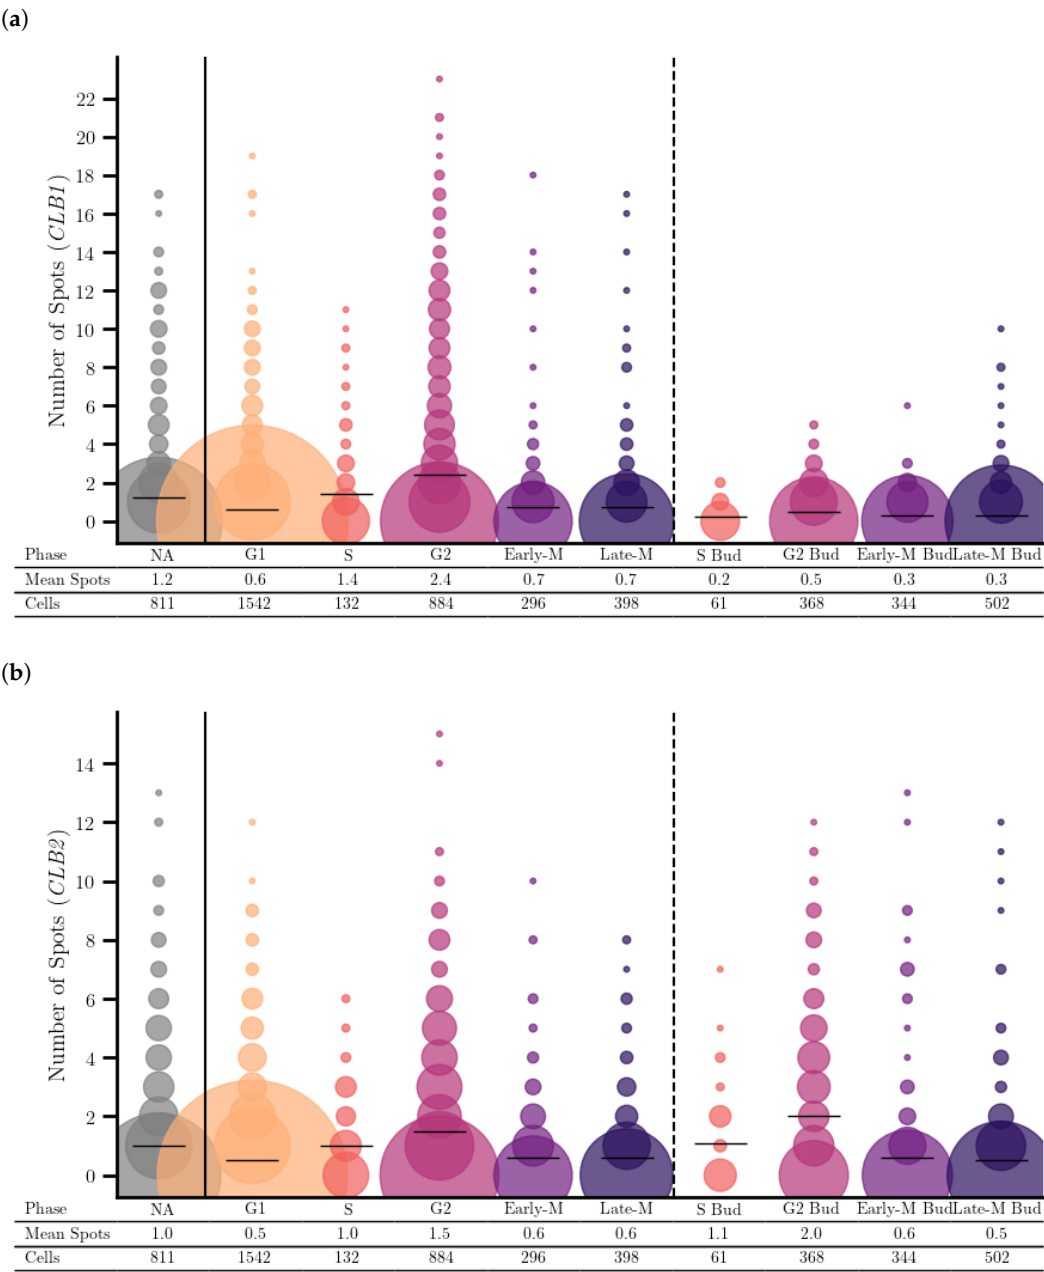 (a)
22
20
18
16
14
12
10
8
6
4
2
0
Number of Spots (CLB1)
Phase NA G1 S G2 Early-M Late-M S Bud G2 Bud Early-M Bud Late-M Bud
Mean Spots 1.2 0.6 1.4 2.4 0.7 0.7 0.2 0.5 0.3 0.3
Cells 811 1542 132 884 296 398 61 368 344 502
(b)
14
12
10
8
6
4
2
0
Number of Spots (CLB2)
Phase NA G1 S G2 Early-M Late-M S Bud G2 Bud Early-M Bud Late-M Bud
Mean Spots 1.0 0.5 1.0 1.5 0.6 0.6 1.1 2.0 0.6 0.5
Cells 811 1542 132 884 296 398 61 368 344 502